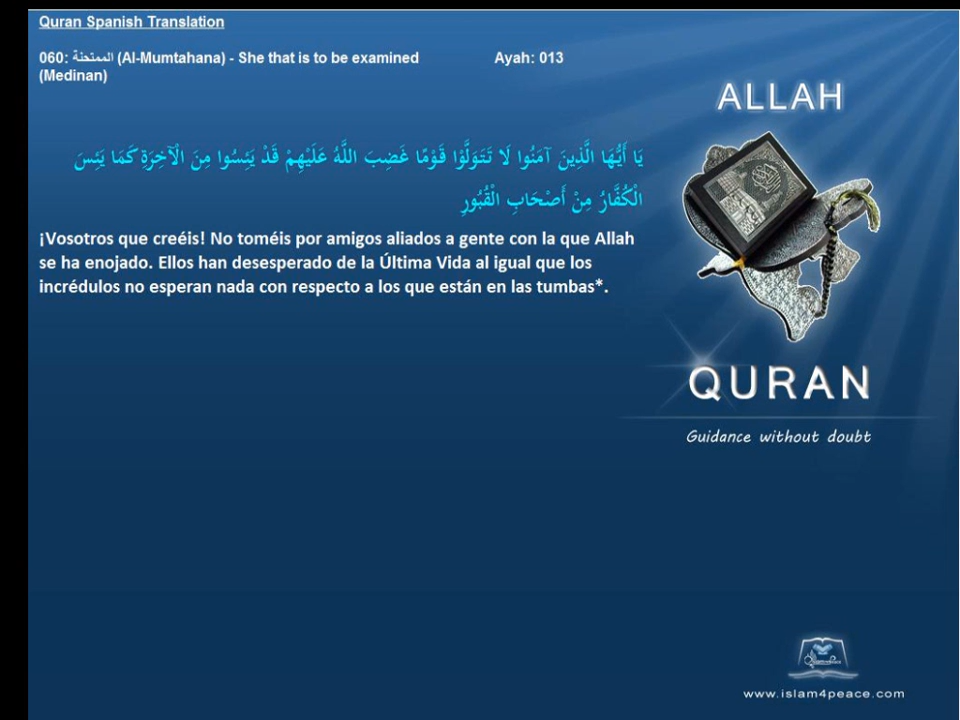 Quran Spanish Translation
060: الممتحنة (Al-Mumtahana) - She that is to be examined
(Medinan)
Ayah: 013
يَا أَيُّهَا الَّذِينَ آمَنُوا لَا تَتَوَلَّوْا قَوْمًا غَضِبَ اللَّهُ عَلَيْهِمْ قَدْ يَئِسُوا مِنَ الْآخِرَةِ كَمَا يَئِسَ
الْكُفَّارُ مِنْ أَصْحَابِ الْقُبُورِ
¡Vosotros que creéis! No toméis por amigos aliados a gente con la que Allah
se ha enojado. Ellos han desesperado de la Última Vida al igual que los
incrédulos no esperan nada con respecto a los que están en las tumbas*.
ALLAH
QURAN
Guidance without doubt
www.islam4peace.com